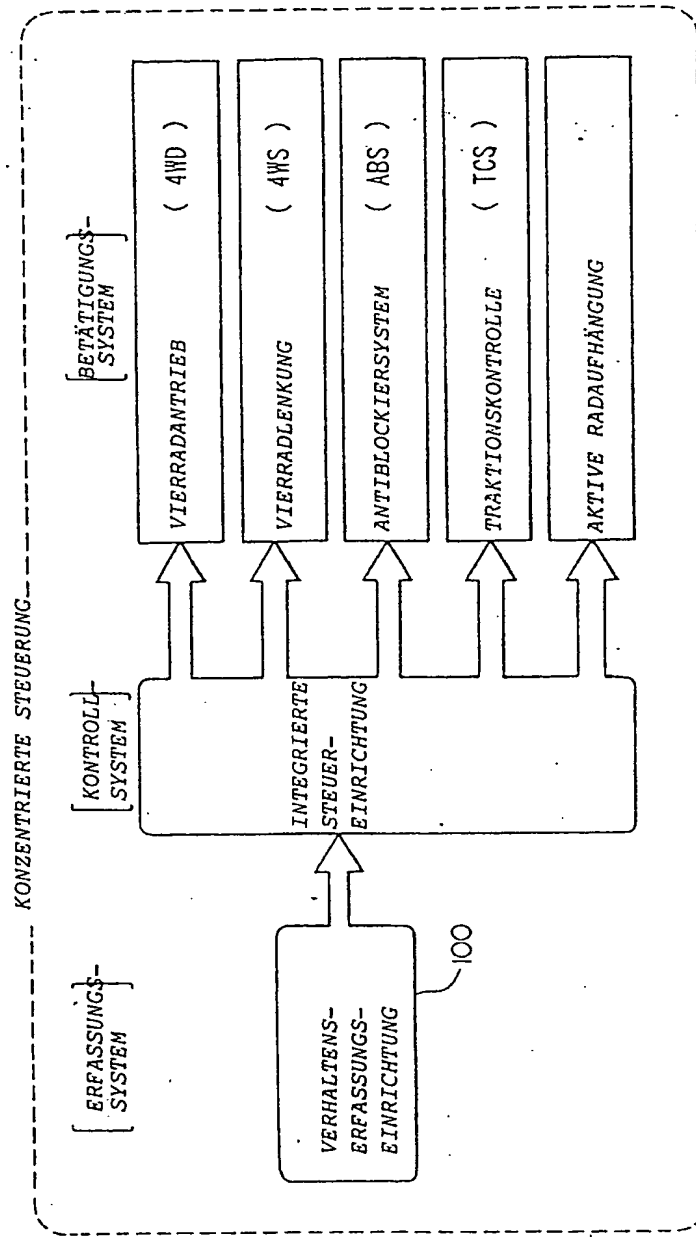 KONZENTRIERTE STEUERUNG
ERFASSUNGS-
SYSTEM
KONTROLL-
SYSTEM
BETÄTIGUNGS-
SYSTEM
VERHALTENS-
ERFASSUNGS-
EINRICHTUNG
100
INTEGRIERTE
STEUER-
EINRICHTUNG
VIERRADANTRIEB ( 4WD )
VIERRADLENKUNG ( 4WS )
ANTIBLOCKIERSYSTEM ( ABS )
TRAKTIONSKONTROLLE ( TCS )
AKTIVE RADAUFHÄNGUNG